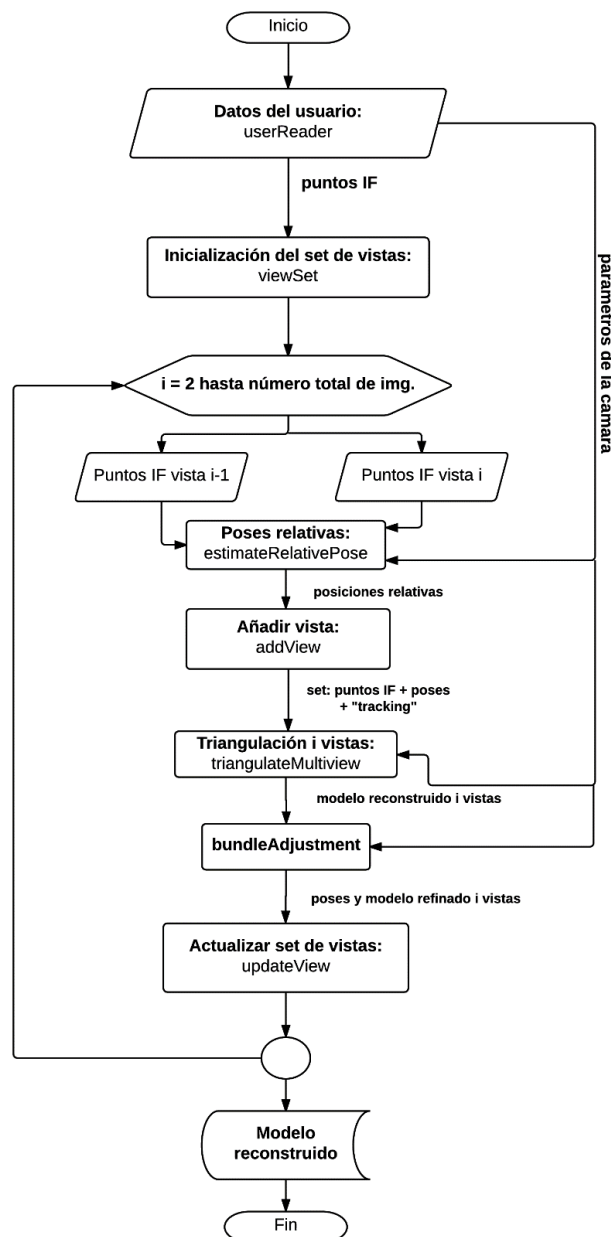 Inicio
Datos del usuario:
userReader
puntos IF
parametros de la camara
Inicialización del set de vistas:
viewSet
i = 2 hasta número total de img.
Puntos IF vista i-1
Puntos IF vista i
Poses relativas:
estimateRelativePose
posiciones relativas
Añadir vista:
addView
set: puntos IF + poses
+ "tracking"
Triangulación i vistas:
triangulateMultiview
modelo reconstruido i vistas
bundleAdjustment
poses y modelo refinado i vistas
Actualizar set de vistas:
updateView
Modelo
reconstruido
Fin